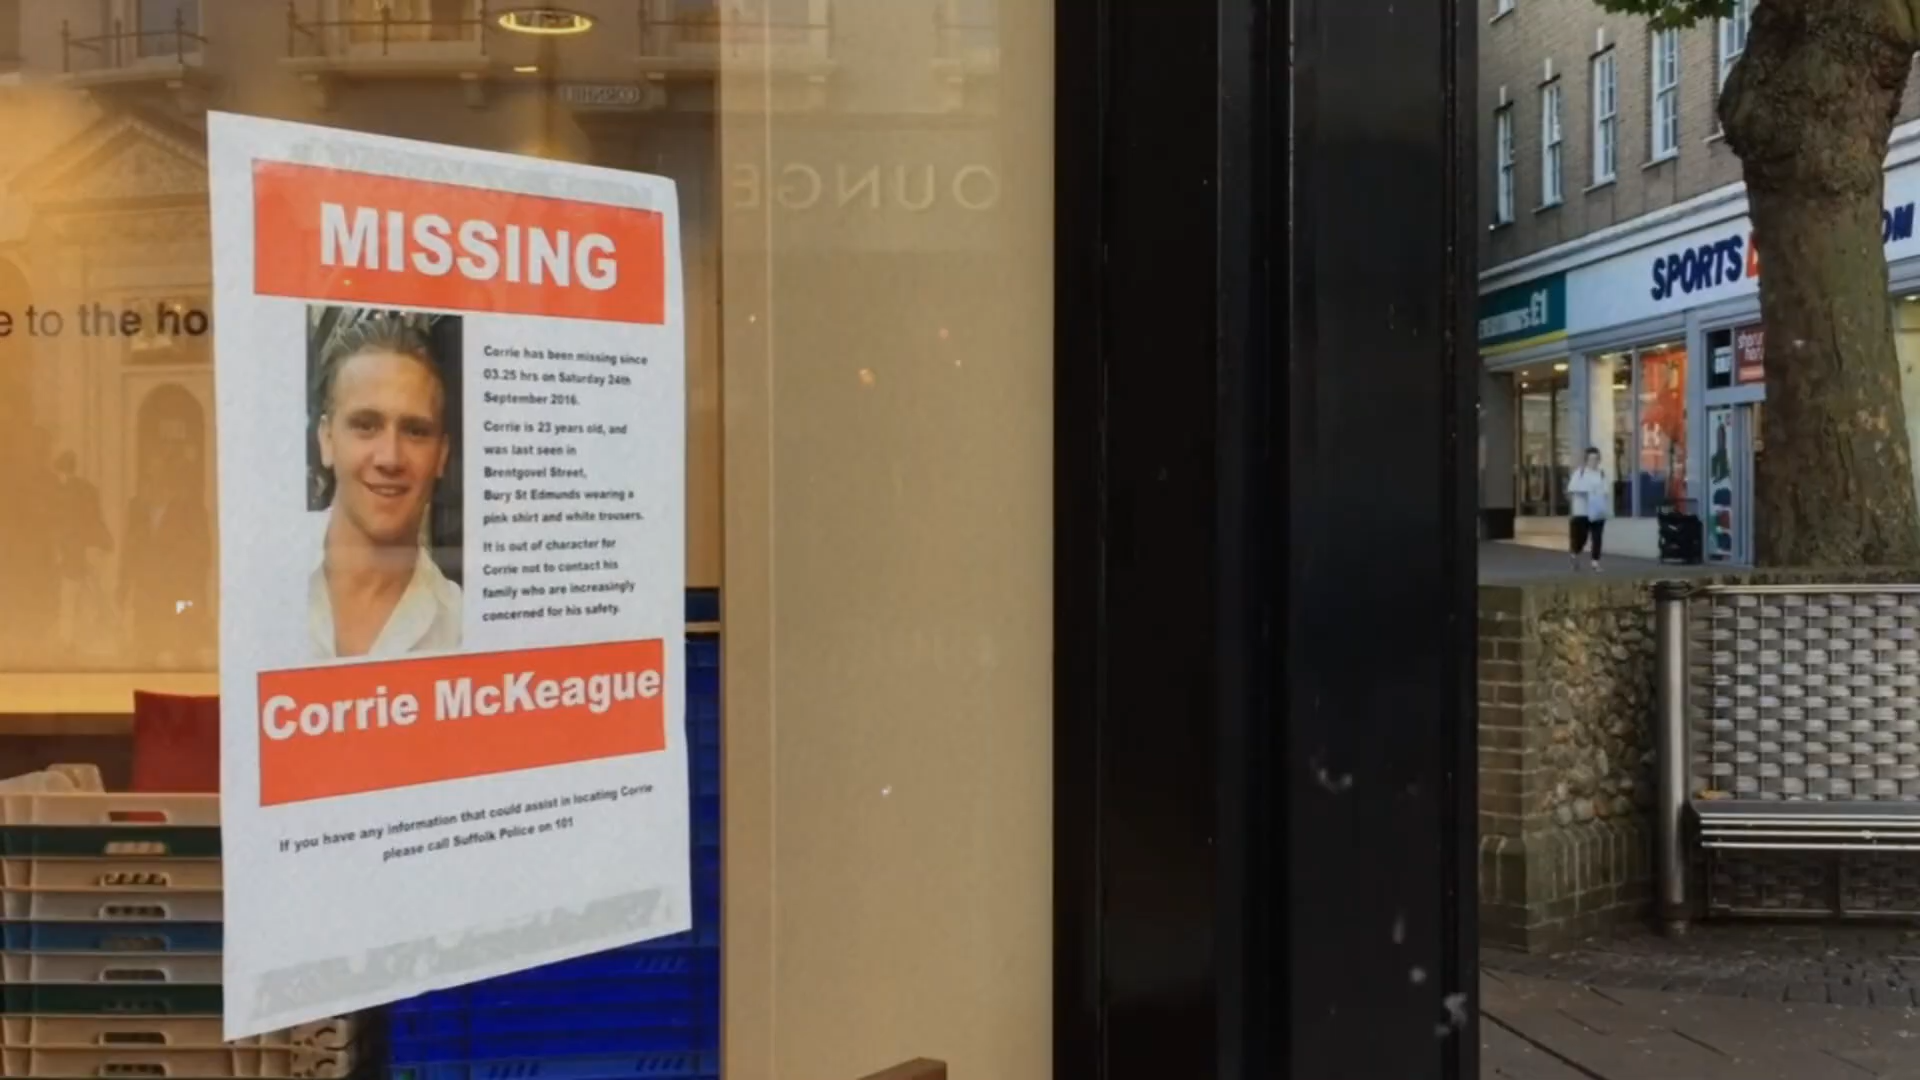 CORNHILL
OUNGE
MISSING
e to the ho
Corrie has been missing since
03.25 hrs on Saturday 24th
September 2016.
Corrie is 23 years old, and
was last seen in
Brentgovel Street,
Bury St Edmunds wearing a
pink shirt and white trousers.
It is out of character for
Corrie not to contact his
family who are increasingly
concerned for his safety.
Corrie McKeague
If you have any information that could assist in locating Corrie
please call Suffolk Police on 101
SPORTS
OM
£1